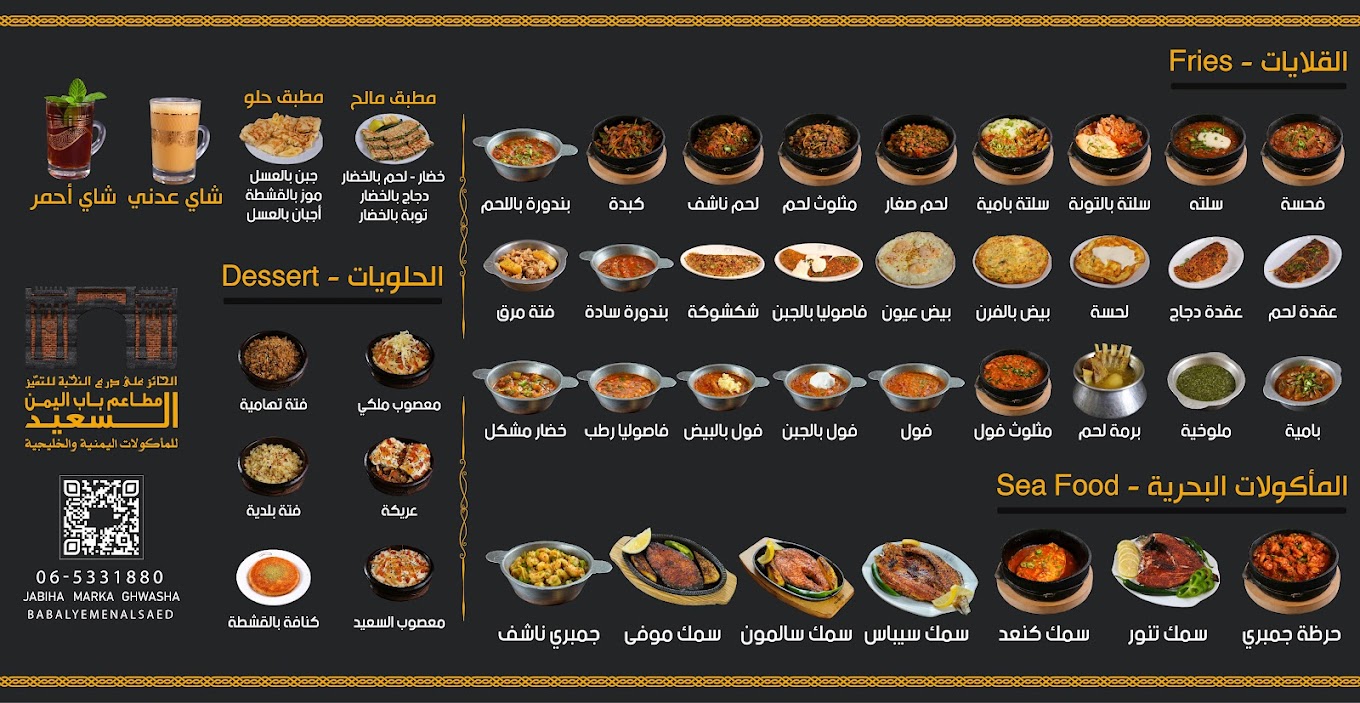 القلايات - Fries
فحسة
سلته
سلتة بالتونة
سلتة بامية
لحم صغار
مثلوث لحم
لحم ناشف
كبدة
بندورة باللحم
عقدة لحم
عقدة دجاج
لحسة
بيض بالفرن
بيض عيون
فاصوليا بالجبن
شكشوكة
بندورة سادة
فتة مرق
بامية
ملوخية
برمة لحم
مثلوث فول
فول
فول بالجبن
فول بالبيض
فاصوليا رطب
خضار مشكل
المأكولات البحرية - Sea Food
حرظة جمبري
سمك تنور
سمك كنعد
سمك سيباس
سمك سالمون
سمك موفى
جمبري ناشف
مطبق مالح
خضار - لحم بالخضار
دجاج بالخضار
توبة بالخضار
مطبق حلو
جبن بالعسل
موز بالقشطة
أجبان بالعسل
شاي عدني
شاي أحمر
الحلويات - Dessert
معصوب ملكي
فتة تهامية
عريكة
فتة بلدية
معصوب السعيد
كنافة بالقشطة
مطاعم باب اليمن
السعيد
للمأكولات اليمنية والخليجية
06-5331880
JABIHA MARKA GHWASHA
BABALYEMENALSAED